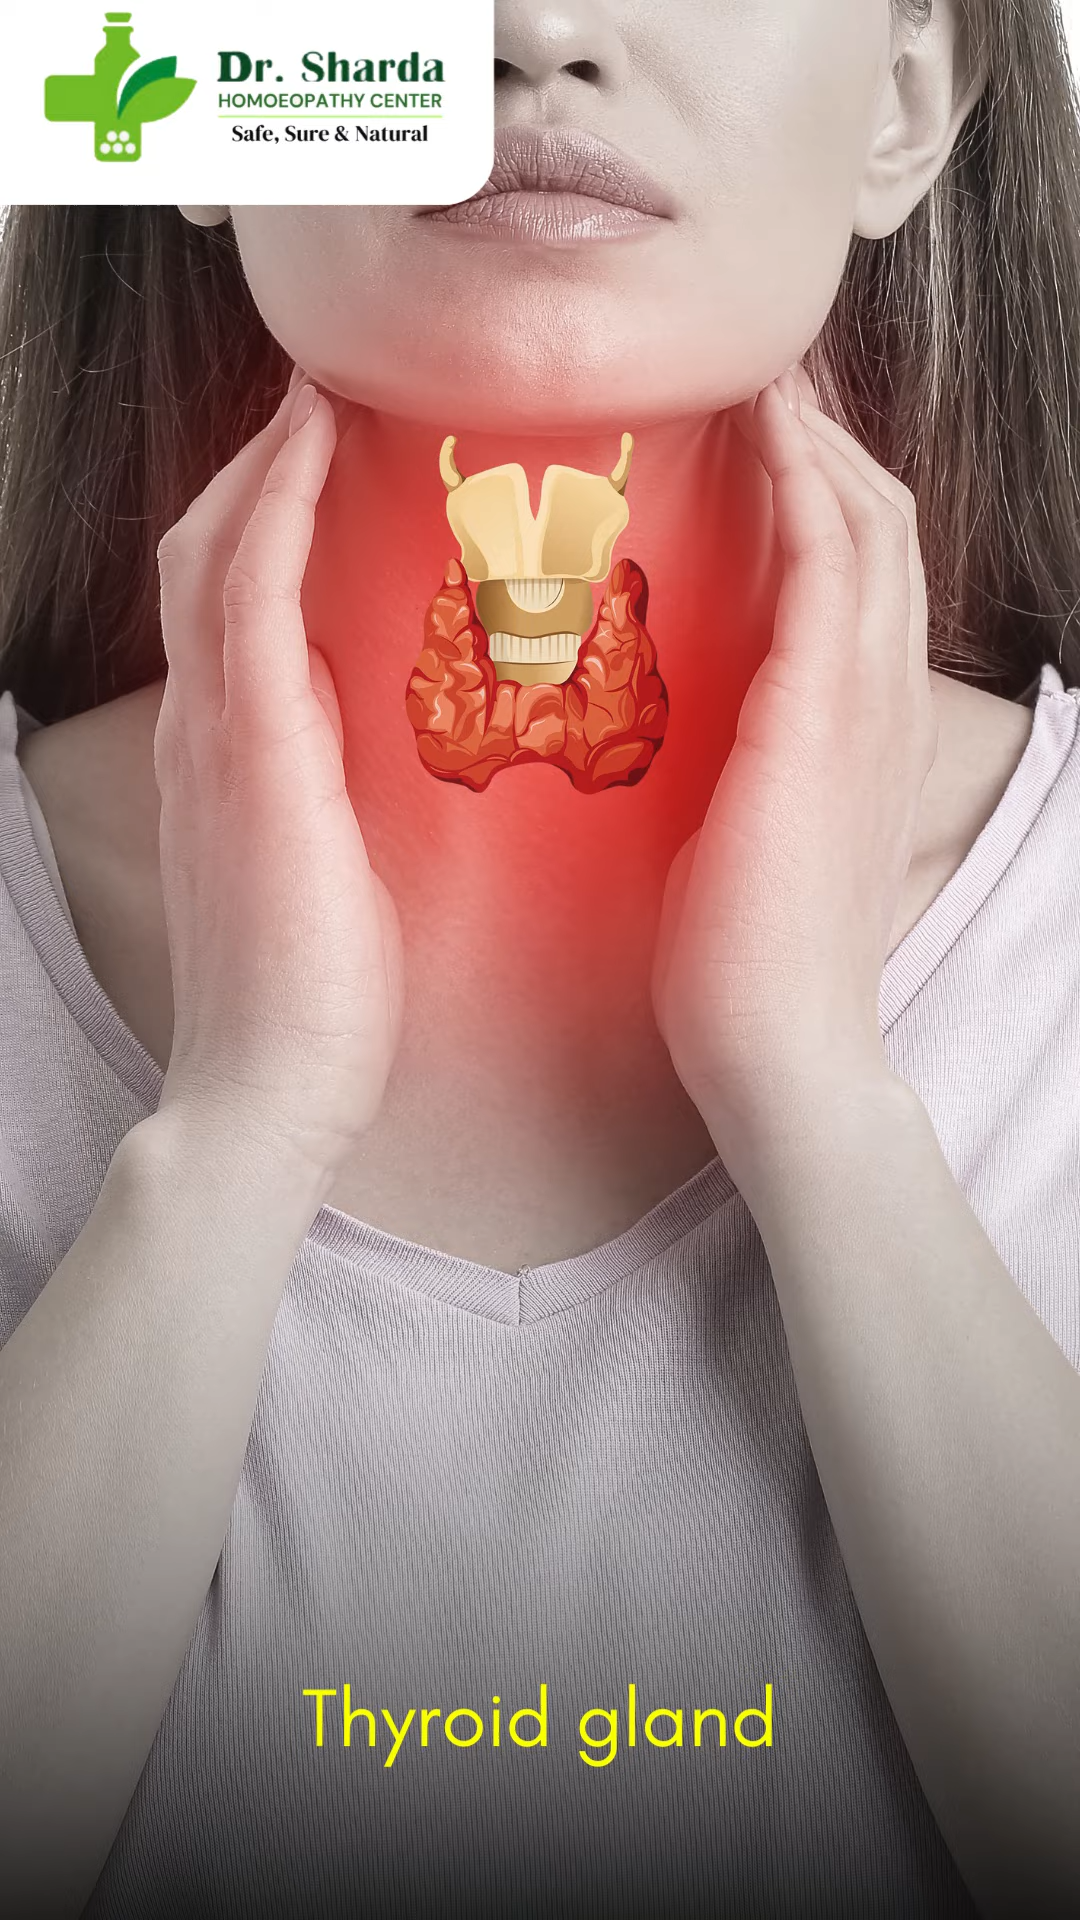 Dr. Sharda
HOMOEOPATHY CENTER
Safe, Sure & Natural
Thyroid gland